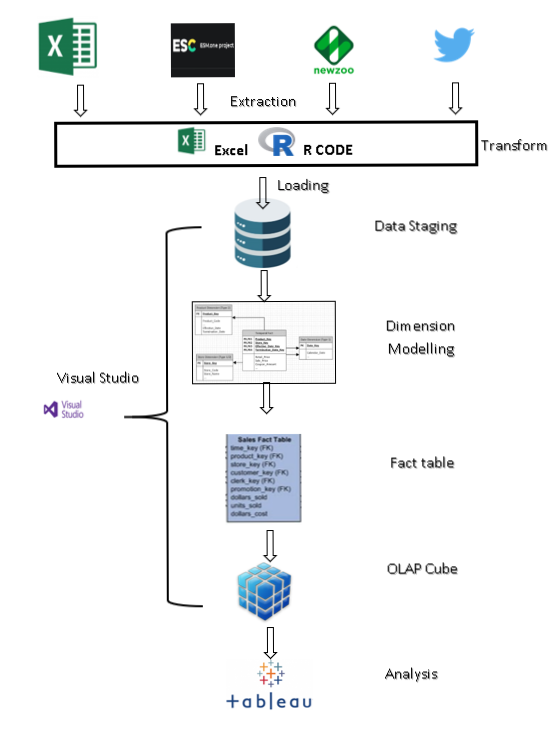 ESC ESM.one project
newzoo
Extraction
Excel R R CODE
Transform
Loading
Data Staging
Dimension
Modelling
Visual Studio
Visual
Studio
Sales Fact Table
time_key (FK)
product_key (FK)
store_key (FK)
customer_key (FK)
clerk_key (FK)
promotion_key (FK)
dollars_sold
units_sold
dollars_cost
Fact table
OLAP Cube
Analysis
+ableau